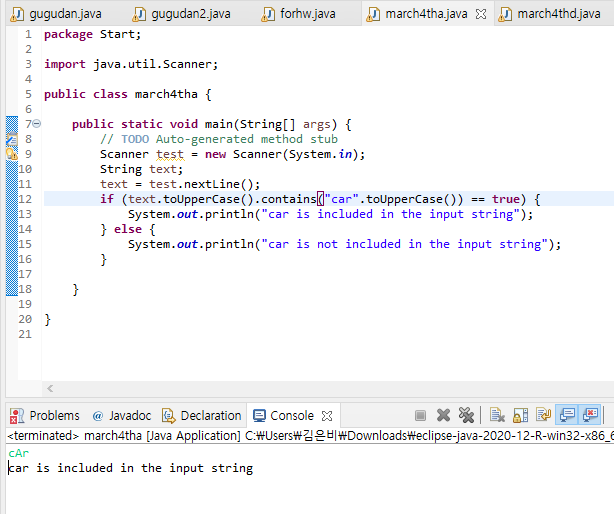 gugudan.java gugudan2.java forhw.java march4tha.java march4thd.java
1 package Start;
2
3 import java.util.Scanner;
4
5 public class march4tha {
6
7 public static void main(String[] args) {
8 // TODO Auto-generated method stub
9 Scanner test = new Scanner(System.in);
10 String text;
11 text = test.nextLine();
12 if (text.toUpperCase().contains("car".toUpperCase()) == true) {
13 System.out.println("car is included in the input string");
14 } else {
15 System.out.println("car is not included in the input string");
16 }
17
18 }
19
20 }
21
Problems @ Javadoc Declaration Console
<terminated> march4tha [Java Application] C:₩Users₩김은비₩Downloads₩eclipse-java-2020-12-R-win32-x86_6
cAr
car is included in the input string